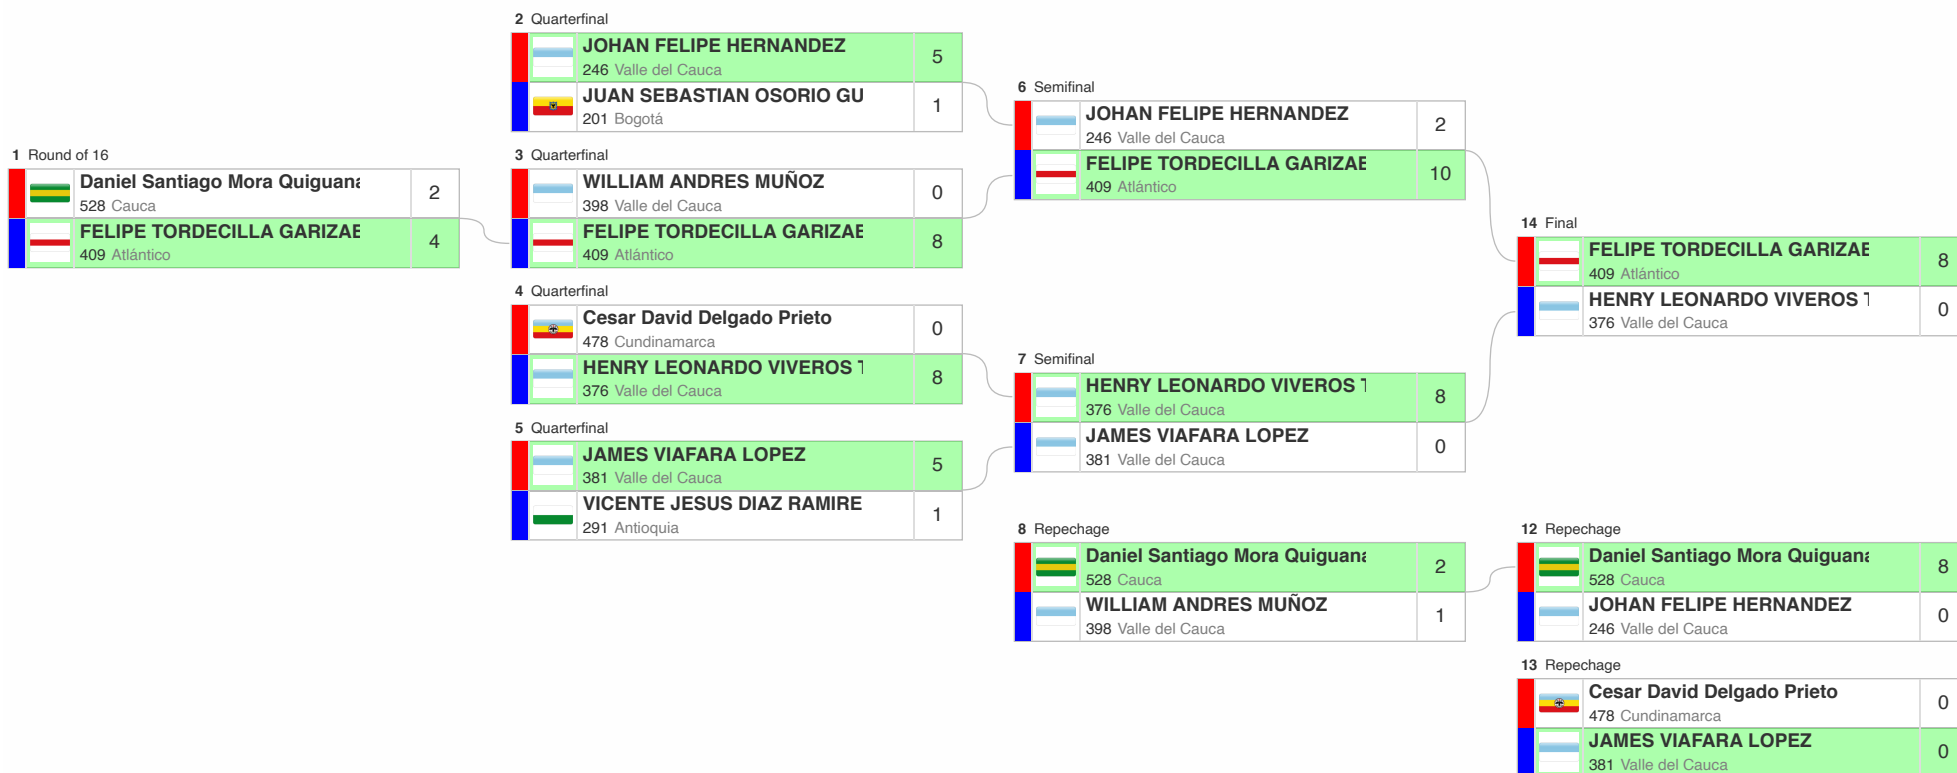 1 Round of 16
Daniel Santiago Mora Quiguana 2
528 Cauca
FELIPE TORDECILLA GARIZAB 4
409 Atlántico
2 Quarterfinal
JOHAN FELIPE HERNANDEZ 5
246 Valle del Cauca
JUAN SEBASTIAN OSORIO GU 1
201 Bogotá
3 Quarterfinal
WILLIAM ANDRES MUÑOZ 0
398 Valle del Cauca
FELIPE TORDECILLA GARIZAB 8
409 Atlántico
4 Quarterfinal
Cesar David Delgado Prieto 0
478 Cundinamarca
HENRY LEONARDO VIVEROS 8
376 Valle del Cauca
5 Quarterfinal
JAMES VIAFARA LOPEZ 5
381 Valle del Cauca
VICENTE JESUS DIAZ RAMIRE 1
291 Antioquia
6 Semifinal
JOHAN FELIPE HERNANDEZ 2
246 Valle del Cauca
FELIPE TORDECILLA GARIZAB 10
409 Atlántico
7 Semifinal
HENRY LEONARDO VIVEROS 8
376 Valle del Cauca
JAMES VIAFARA LOPEZ 0
381 Valle del Cauca
8 Repechage
Daniel Santiago Mora Quiguana 2
528 Cauca
WILLIAM ANDRES MUÑOZ 1
398 Valle del Cauca
14 Final
FELIPE TORDECILLA GARIZAB 8
409 Atlántico
HENRY LEONARDO VIVEROS 0
376 Valle del Cauca
12 Repechage
Daniel Santiago Mora Quiguana 8
528 Cauca
JOHAN FELIPE HERNANDEZ 0
246 Valle del Cauca
13 Repechage
Cesar David Delgado Prieto 0
478 Cundinamarca
JAMES VIAFARA LOPEZ 0
381 Valle del Cauca